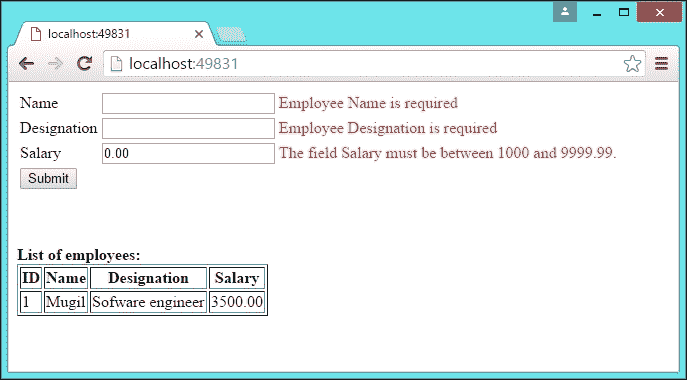 localhost:49831
localhost:49831
Name Employee Name is required
Designation Employee Designation is required
Salary 0.00 The field Salary must be between 1000 and 9999.99.
Submit
List of employees:
ID Name Designation Salary
1 Mugil Sofware engineer 3500.00